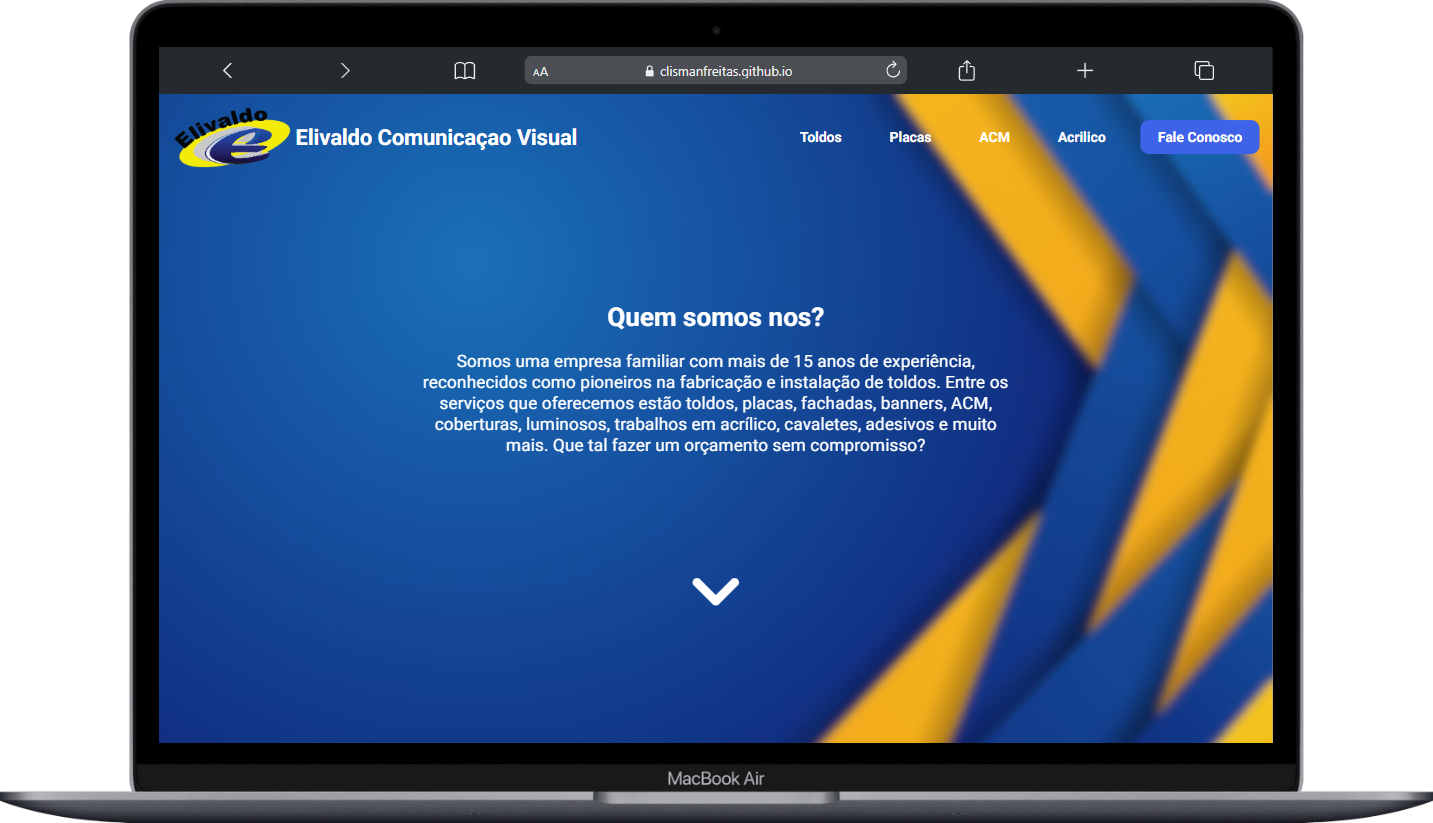 AA
clismanfreitas.github.io
Elivaldo
e
Elivaldo Comunicaçao Visual
Toldos
Placas
ACM
Acrilico
Fale Conosco
Quem somos nos?
Somos uma empresa familiar com mais de 15 anos de experiência,
reconhecidos como pioneiros na fabricação e instalação de toldos. Entre os
serviços que oferecemos estão toldos, placas, fachadas, banners, ACM,
coberturas, luminosos, trabalhos em acrílico, cavaletes, adesivos e muito
mais. Que tal fazer um orçamento sem compromisso?
MacBook Air